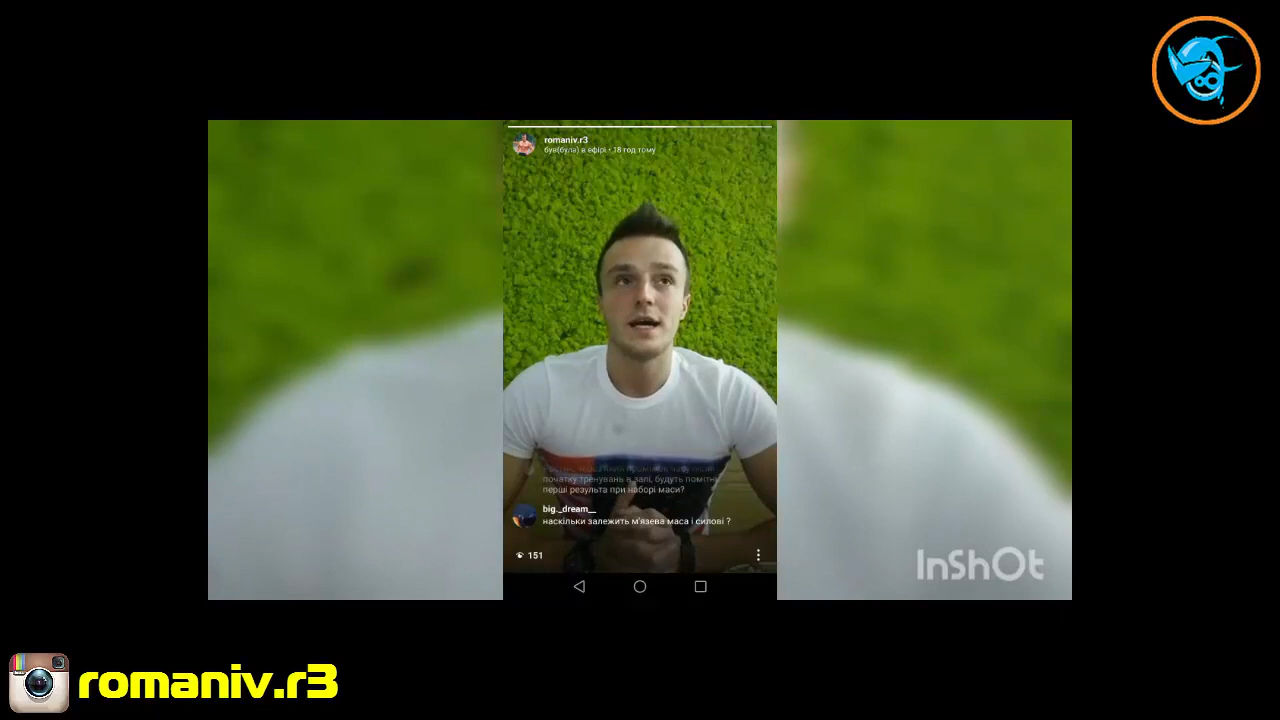 romaniv.r3
був(була) в ефірі • 18 год тому
початку тренувань в залі, будуть помітні
перші результа при наборі маси?
big._dream__
наскільки залежить м'язева маса і силові ?
151
InShOt
romaniv.r3